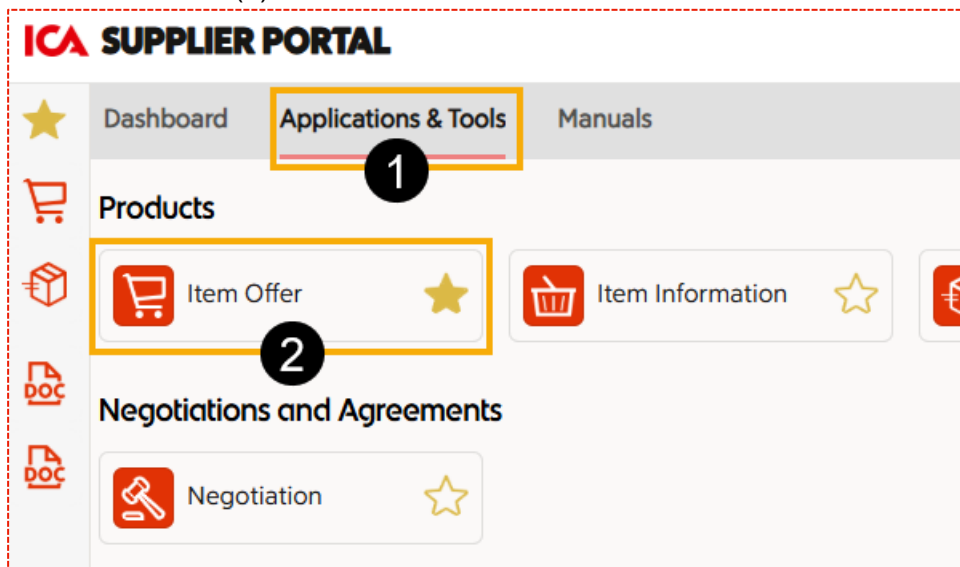 ICA SUPPLIER PORTAL
Dashboard Applications & Tools Manuals
1
Products
Item Offer Item Information
2
DOC
Negotiations and Agreements
DOC
Negotiation